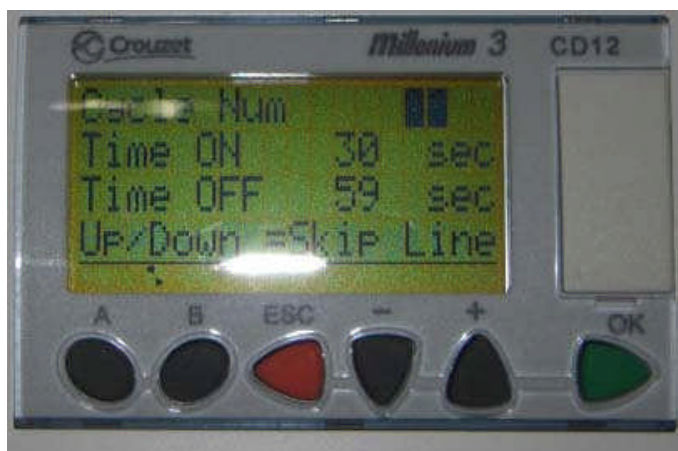 Crouzet Millenium 3 CD12
Cycle Num
Time ON 30 sec
Time OFF 59 sec
Up/Down =Skip Line
A B ESC - + OK